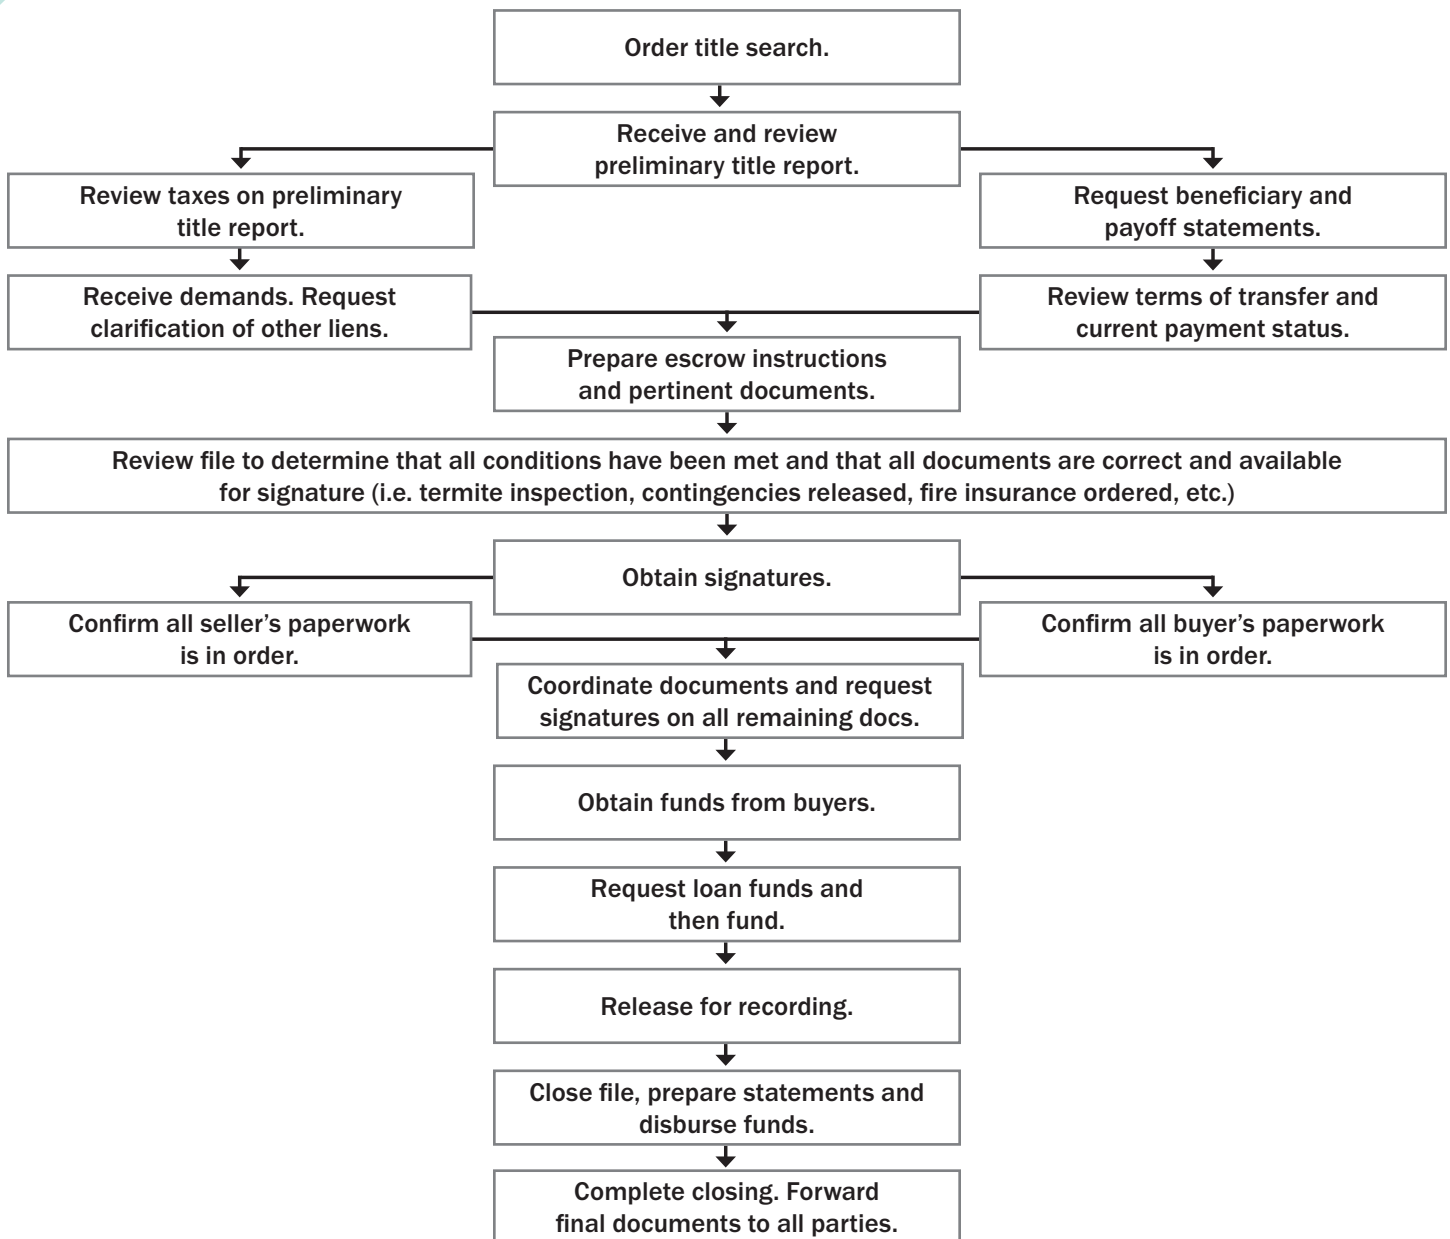 Order title search.
Receive and review
preliminary title report.
Review taxes on preliminary
title report.
Request beneficiary and
payoff statements.
Receive demands. Request
clarification of other liens.
Review terms of transfer and
current payment status.
Prepare escrow instructions
and pertinent documents.
Review file to determine that all conditions have been met and that all documents are correct and available
for signature (i.e. termite inspection, contingencies released, fire insurance ordered, etc.)
Obtain signatures.
Confirm all seller's paperwork
is in order.
Confirm all buyer's paperwork
is in order.
Coordinate documents and request
signatures on all remaining docs.
Obtain funds from buyers.
Request loan funds and
then fund.
Release for recording.
Close file, prepare statements and
disburse funds.
Complete closing. Forward
final documents to all parties.